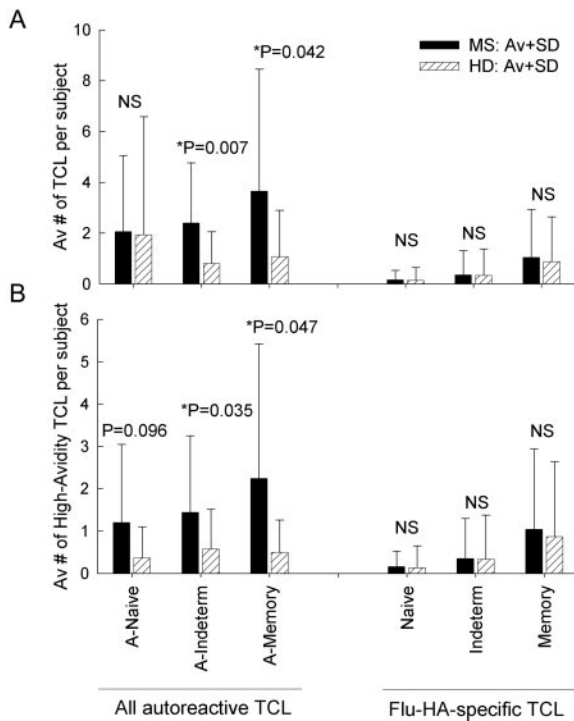 A
Av # of TCL per subject
10
8
6
4
2
0
NS
*P=0.007
*P=0.042
NS
NS
NS
MS: Av+SD
HD: Av+SD
B
Av # of High-Avidity TCL per subject
6
5
4
3
2
1
0
P=0.096
*P=0.035
*P=0.047
NS
NS
NS
A-Naive
A-Indeterm
A-Memory
Naive
Indeterm
Memory
All autoreactive TCL
Flu-HA-specific TCL